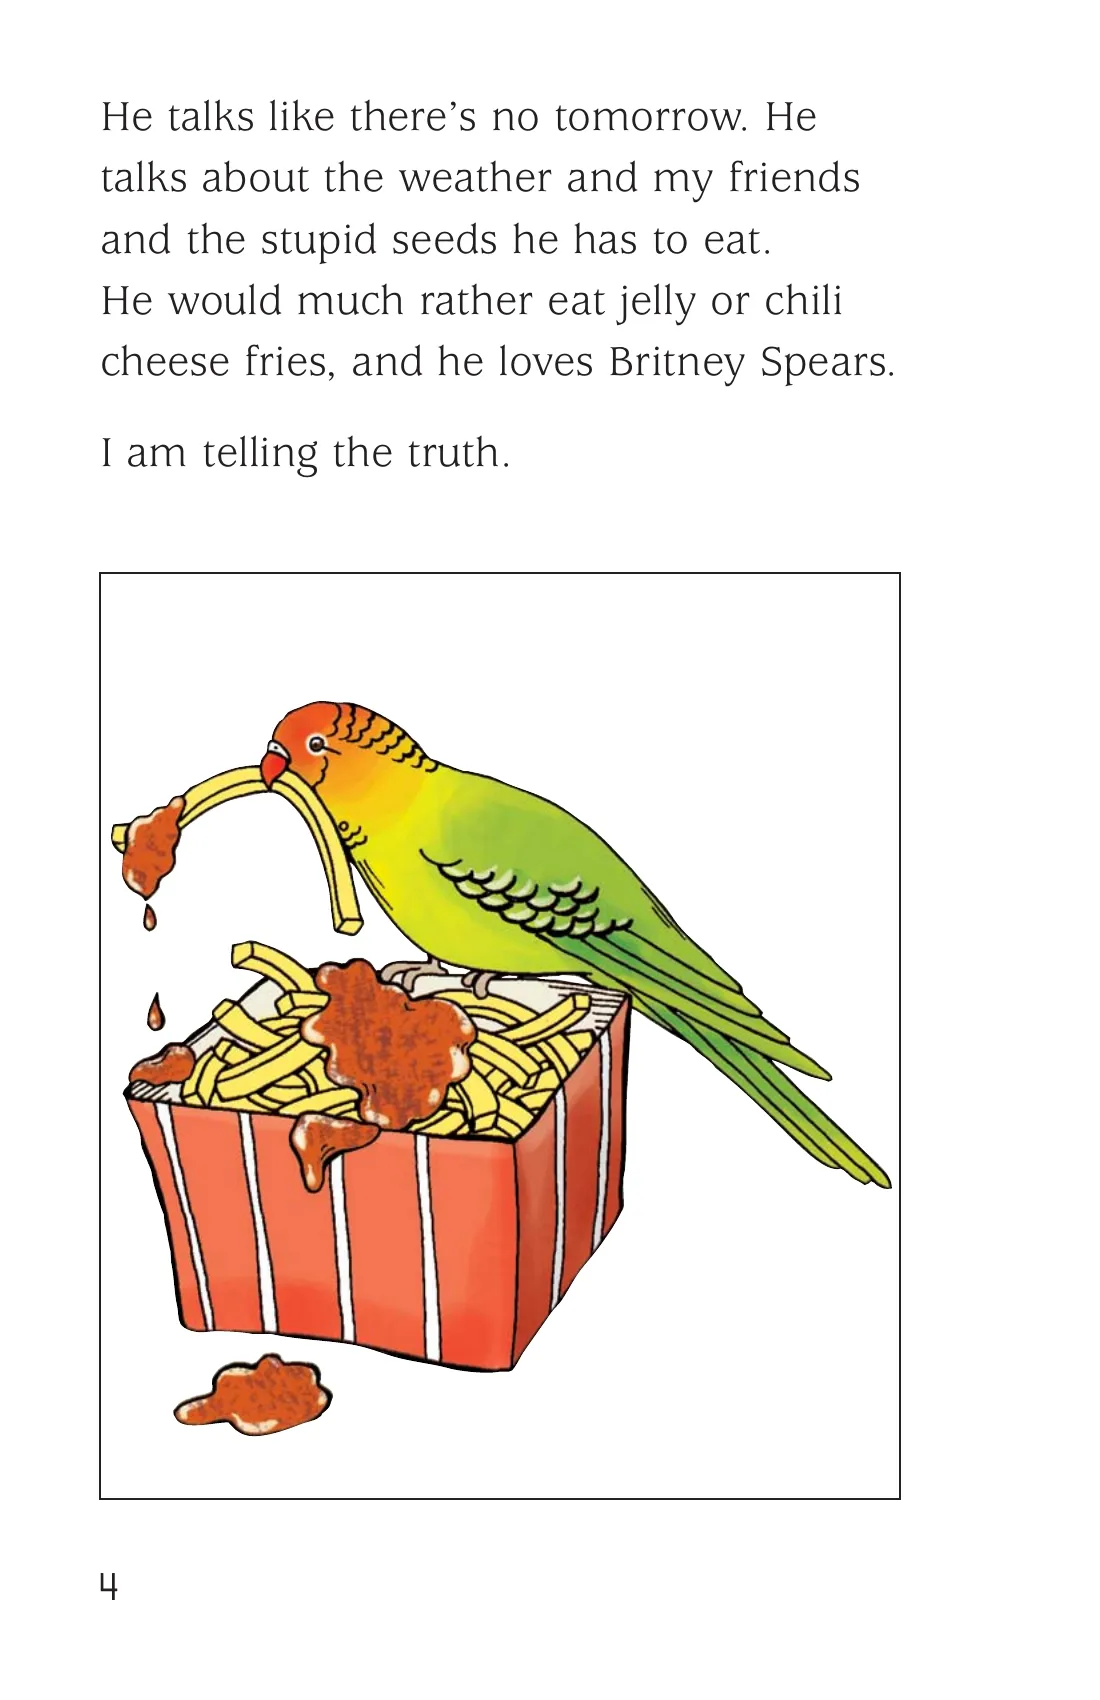 He talks like there’s no tomorrow. He
talks about the weather and my friends
and the stupid seeds he has to eat.
He would much rather eat jelly or chili
cheese fries, and he loves Britney Spears.
I am telling the truth.
4